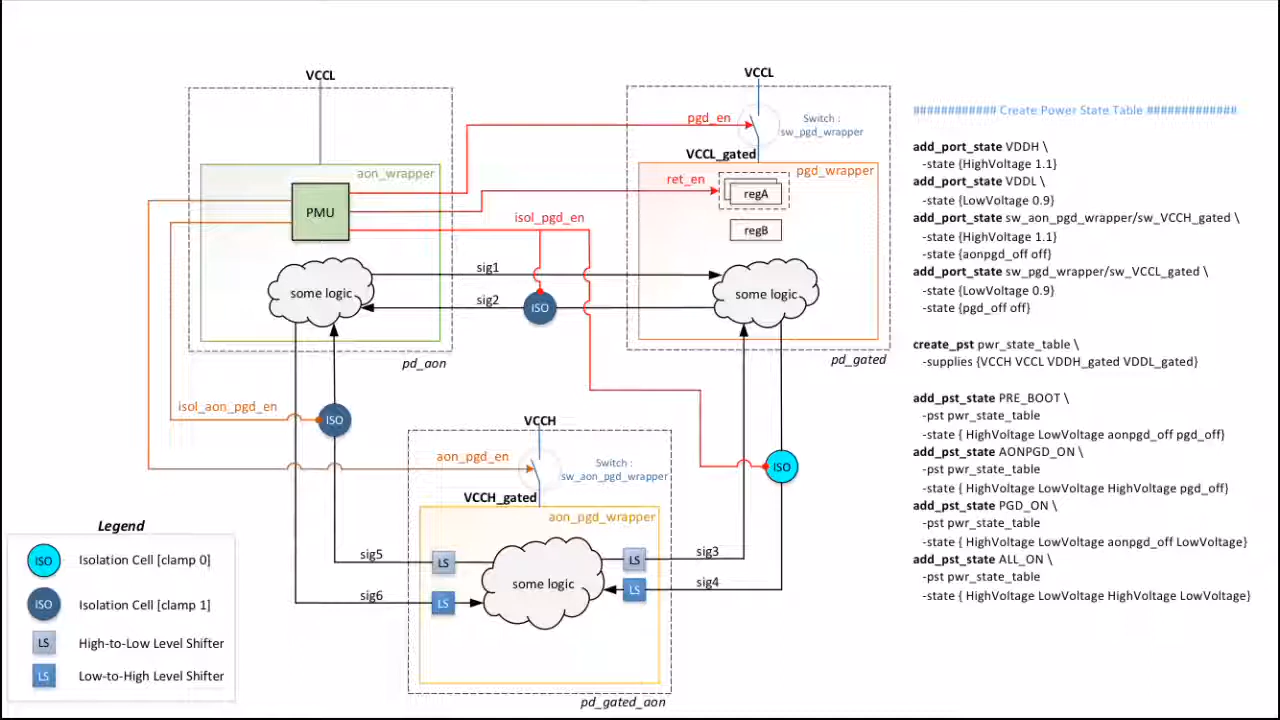 VCCL
aon_wrapper
PMU
some logic
pd_aon
pgd_en
ret_en
isol_pgd_en
sig1
sig2
ISO
VCCL
Switch :
sw_pgd_wrapper
VCCL_gated
pgd_wrapper
regA
regB
some logic
pd_gated
isol_aon_pgd_en
ISO
aon_pgd_en
VCCH
Switch :
sw_aon_pgd_wrapper
VCCH_gated
aon_pgd_wrapper
ISO
sig5
LS
some logic
LS
sig3
sig6
LS
LS
sig4
pd_gated_aon
Legend
ISO Isolation Cell [clamp 0]
ISO Isolation Cell [clamp 1]
LS High-to-Low Level Shifter
LS Low-to-High Level Shifter
############ Create Power State Table #############
add_port_state VDDH \
-state {HighVoltage 1.1}
add_port_state VDDL \
-state {LowVoltage 0.9}
add_port_state sw_aon_pgd_wrapper/sw_VCCH_gated \
-state {HighVoltage 1.1}
-state {aonpgd_off off}
add_port_state sw_pgd_wrapper/sw_VCCL_gated \
-state {LowVoltage 0.9}
-state {pgd_off off}
create_pst pwr_state_table \
-supplies {VCCH VCCL VDDH_gated VDDL_gated}
add_pst_state PRE_BOOT \
-pst pwr_state_table
-state { HighVoltage LowVoltage aonpgd_off pgd_off}
add_pst_state AONPGD_ON \
-pst pwr_state_table
-state { HighVoltage LowVoltage HighVoltage pgd_off}
add_pst_state PGD_ON \
-pst pwr_state_table
-state { HighVoltage LowVoltage aonpgd_off LowVoltage}
add_pst_state ALL_ON \
-pst pwr_state_table
-state { HighVoltage LowVoltage HighVoltage LowVoltage}